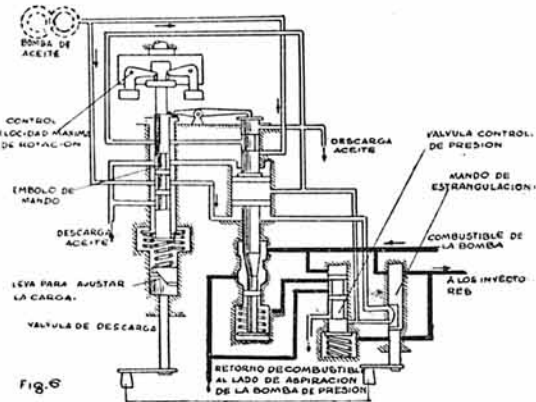 BOMBA DE
ACEITE
CONTROL
VELOCIDAD MAXIMA
DE ROTACION
EMBOLO DE
MANDO
DESCARGA
ACEITE
LEVA PARA AJUSTAR
LA CARGA.
VALVULA DE DESCARGA
DESCARGA
ACEITE
VALVULA CONTROL
DE PRESION
MANDO DE
ESTRANGULACION
COMBUSTIBLE DE
LA BOMBA
A LOS INYECTO-
RES
RETORNO DE COMBUSTIBLE
AL LADO DE ASPIRACION
DE LA BOMBA DE PRESION
FIG.6